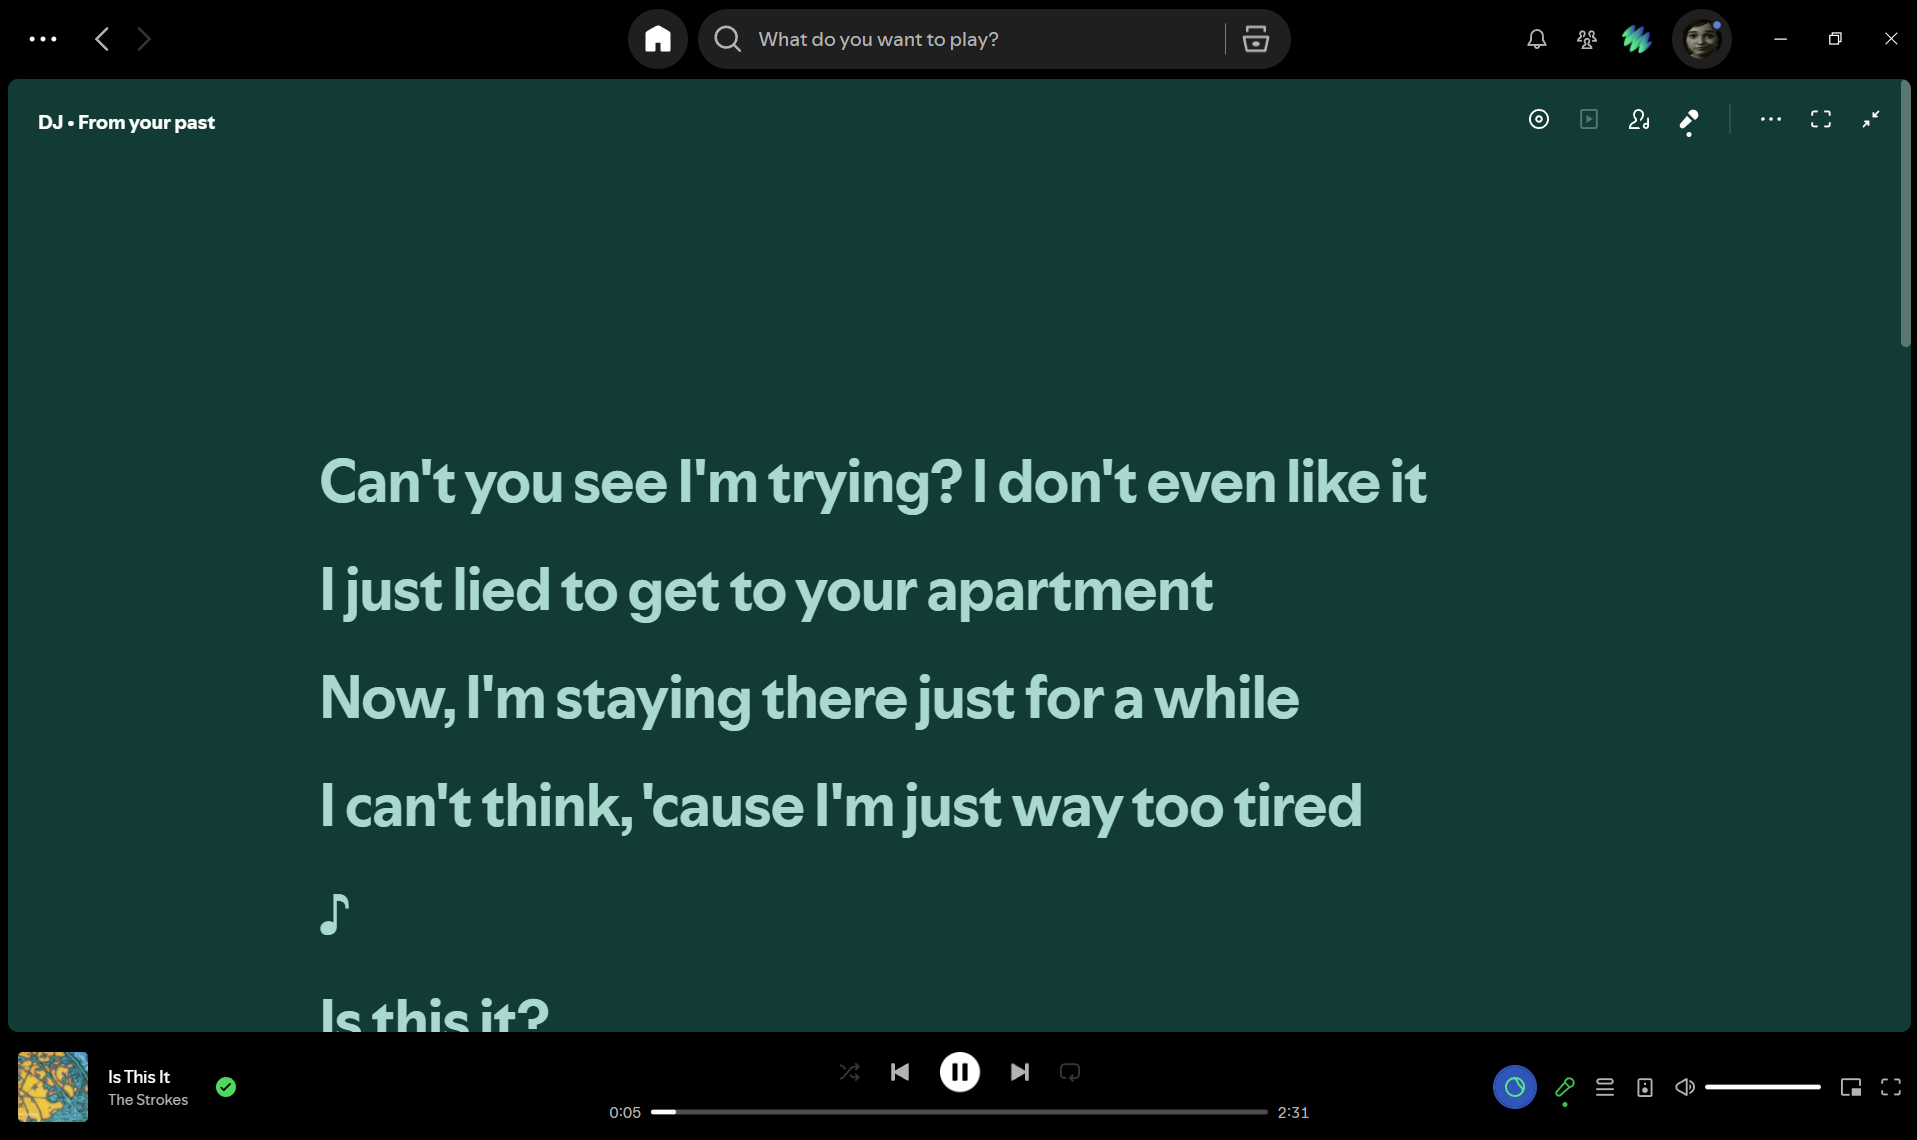 What do you want to play?
DJ • From your past
Can't you see I'm trying? I don't even like it
I just lied to get to your apartment
Now, I'm staying there just for a while
I can't think, 'cause I'm just way too tired
♪
Is this it?
Is This It
The Strokes
0:05
2:31